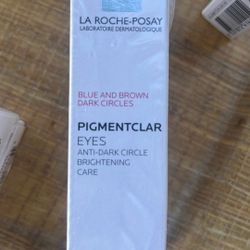 LA ROCHE-POSAY
LABORATOIRE DERMATOLOGIQUE
BLUE AND BROWN
DARK CIRCLES
PIGMENTCLAR
EYES
ANTI-DARK CIRCLE
BRIGHTENING
CARE